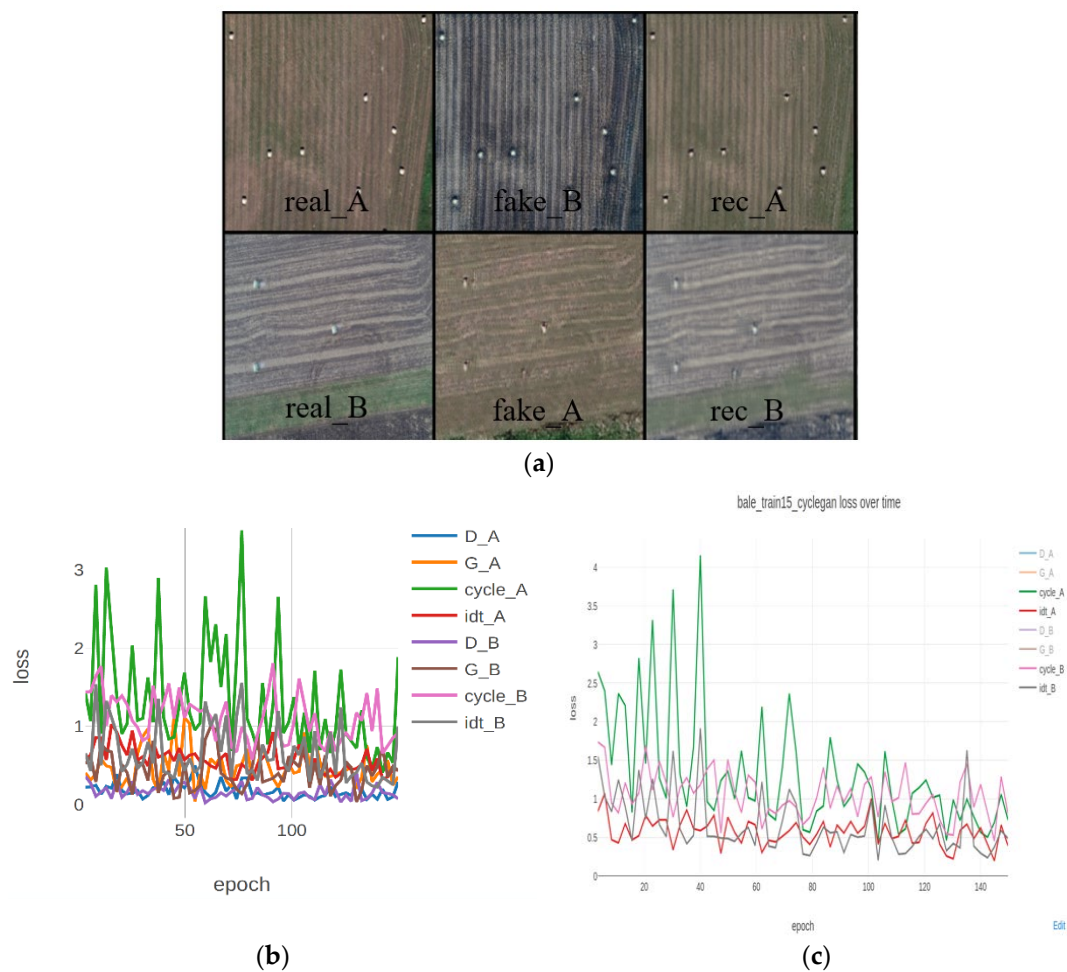 real_A fake_B rec_A
real_B fake_A rec_B
(a)
bale_train15_cyclegan loss over time
D_A
G_A
cycle_A
idt_A
D_B
G_B
cycle_B
idt_B
3
2
1
0
loss
50 100
epoch
D_A
G_A
cycle_A
idt_A
D_B
G_B
cycle_B
idt_B
4
3.5
3
2.5
2
1.5
1
0.5
0
loss
20 40 60 80 100 120 140
epoch
Edit
(b) (c)